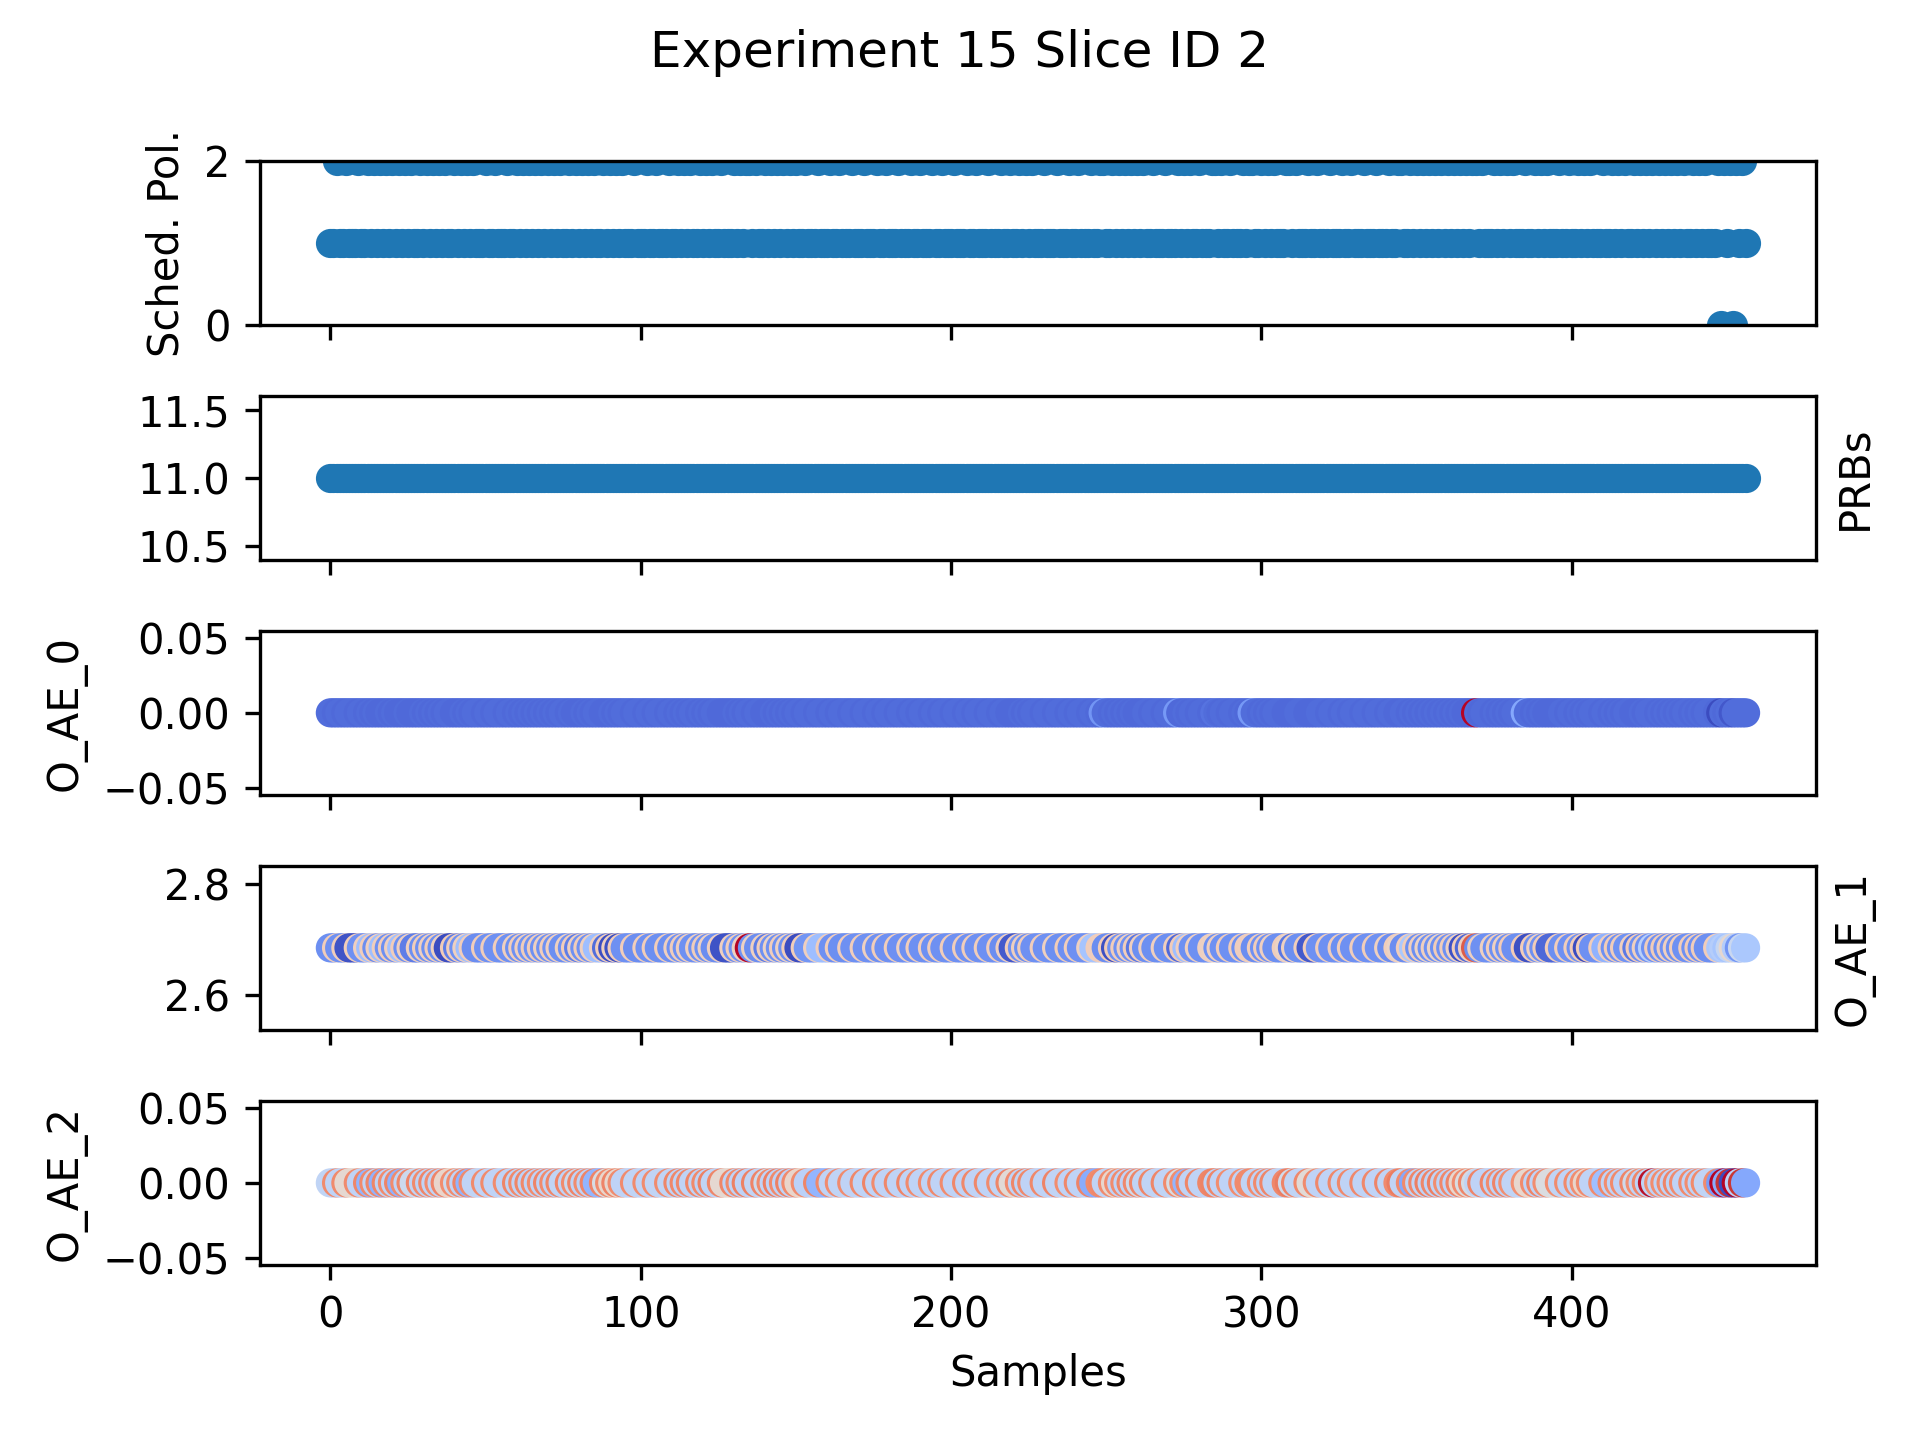 Experiment 15 Slice ID 2
Sched. Pol.
2
0
11.5
11.0
10.5
PRBs
O_AE_0
0.05
0.00
−0.05
2.8
2.6
O_AE_1
O_AE_2
0.05
0.00
−0.05
0 100 200 300 400
Samples